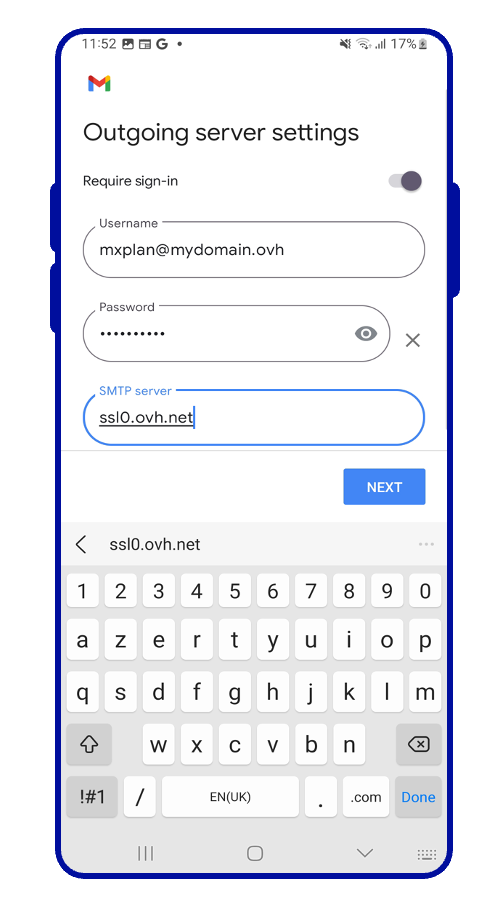 11:52 G 17%
Outgoing server settings
Require sign-in
Username
mxplan@mydomain.ovh
Password
••••••••••
SMTP server
ssl0.ovh.net
NEXT
ssl0.ovh.net
1 2 3 4 5 6 7 8 9 0
a z e r t y u i o p
q s d f g h j k l m
w x c v b n
!#1 / EN(UK) . .com Done